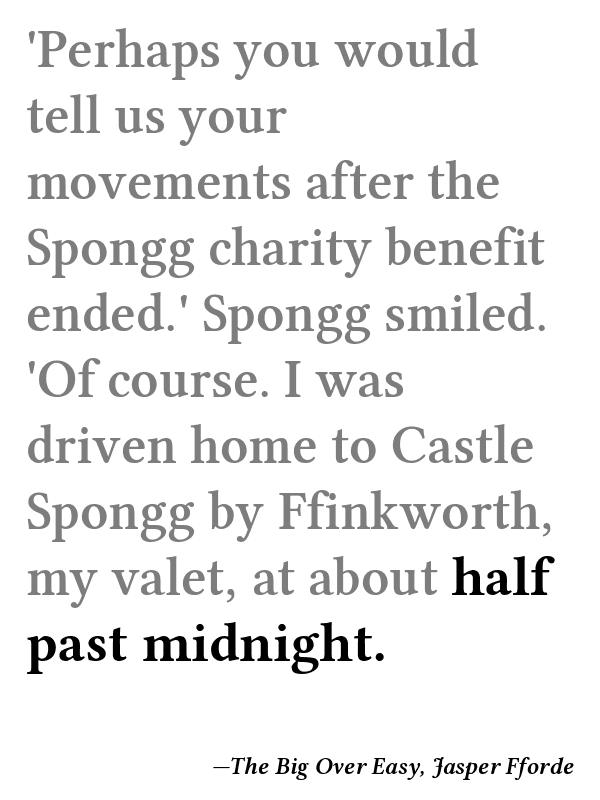 'Perhaps you would
tell us your
movements after the
Spongg charity benefit
ended.' Spongg smiled.
'Of course. I was
driven home to Castle
Spongg by Ffinkworth,
my valet, at about half
past midnight.
—The Big Over Easy, Jasper Fforde